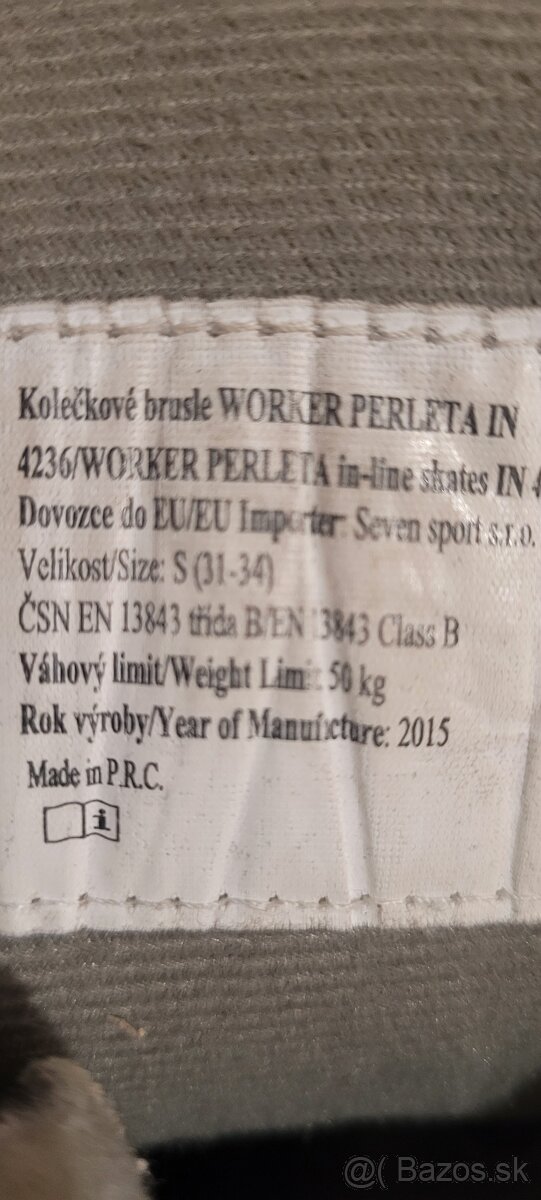 Kolečkové brusle WORKER PERLETA IN
4236/WORKER PERLETA in-line skates IN 4
Dovozce do EU/EU Importer: Seven sport s.r.o.
Velikost/Size: S (31-34)
ČSN EN 13843 třída B/EN 13843 Class B
Váhový limit/Weight Limit 50 kg
Rok výroby/Year of Manufacture: 2015
Made in P.R.C.
i
@( Bazos.sk